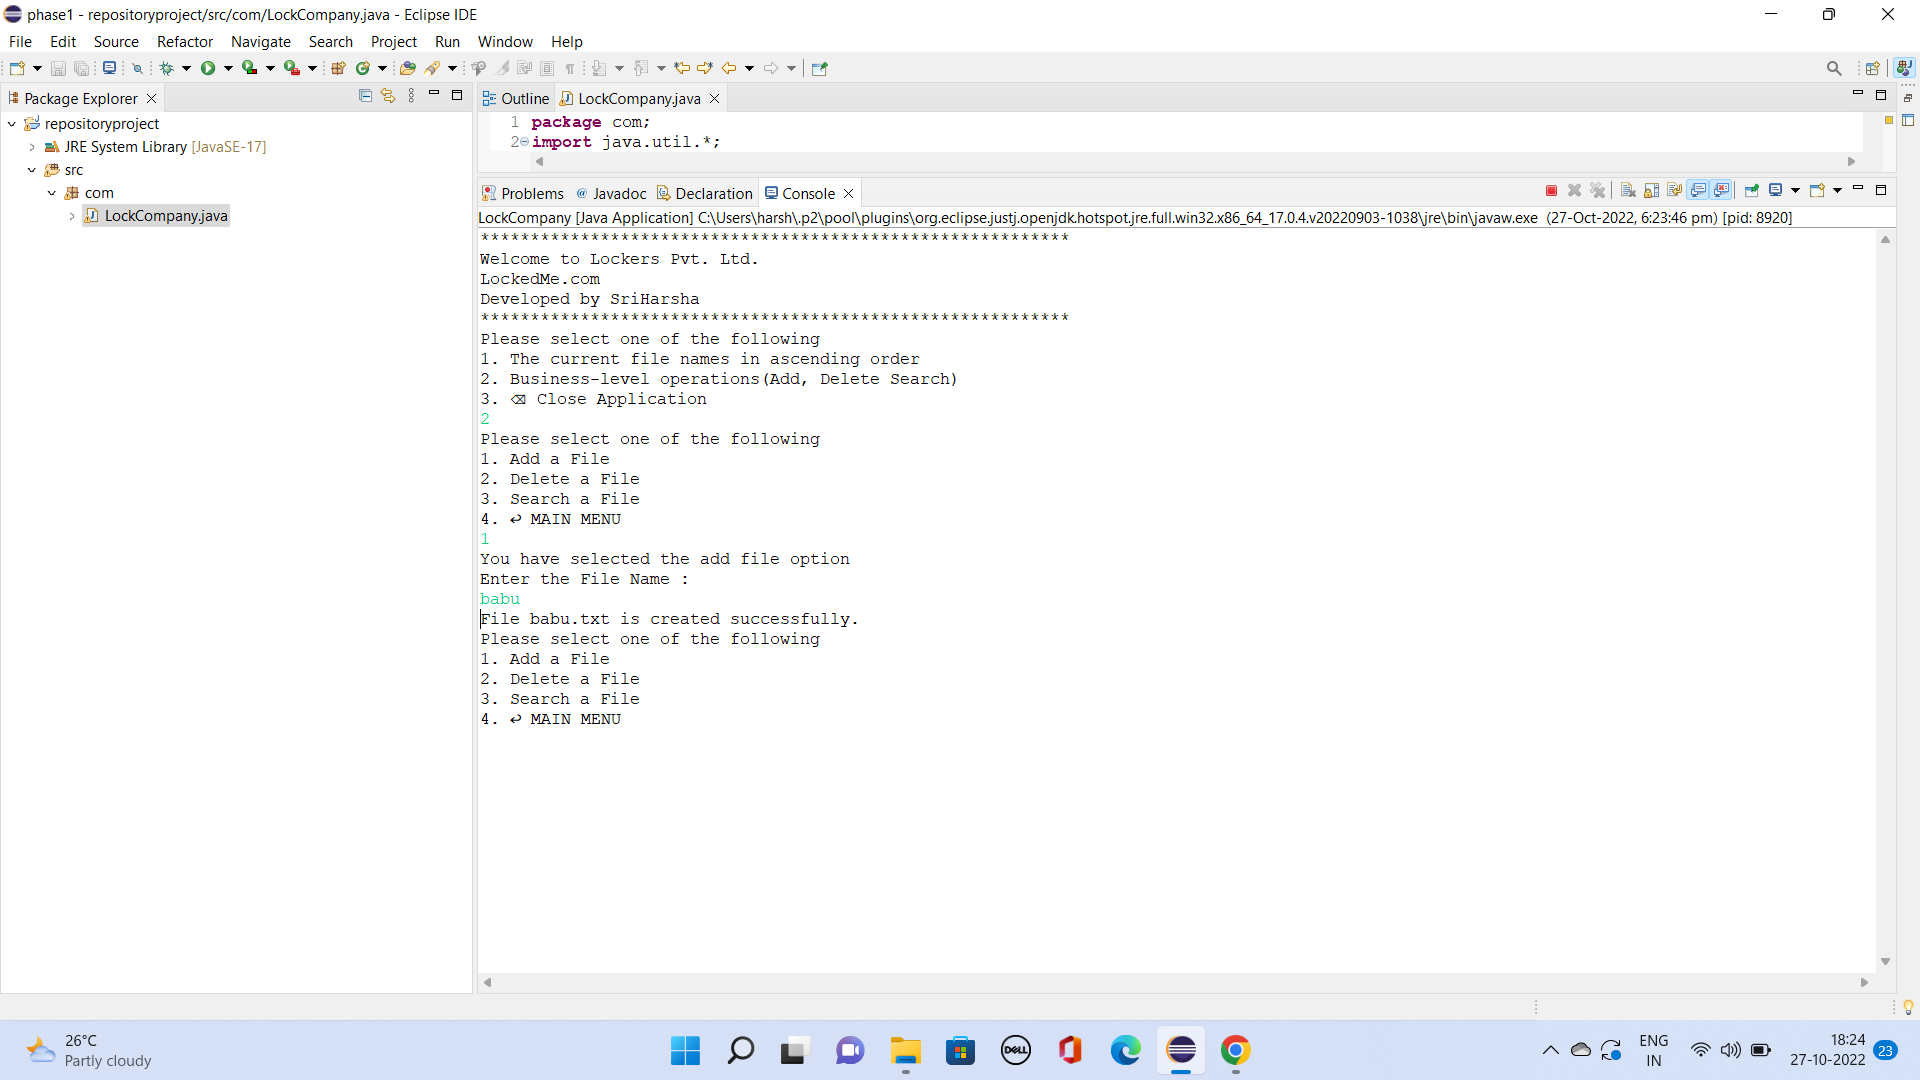 phase1 - repositoryproject/src/com/LockCompany.java - Eclipse IDE
File Edit Source Refactor Navigate Search Project Run Window Help
Package Explorer
repositoryproject
JRE System Library [JavaSE-17]
src
com
LockCompany.java
Outline LockCompany.java
1 package com;
2 import java.util.*;
Problems @ Javadoc Declaration Console
LockCompany [Java Application] C:\Users\harsh\.p2\pool\plugins\org.eclipse.justj.openjdk.hotspot.jre.full.win32.x86_64_17.0.4.v20220903-1038\jre\bin\javaw.exe (27-Oct-2022, 6:23:46 pm) [pid: 8920]
***********************************************************
Welcome to Lockers Pvt. Ltd.
LockedMe.com
Developed by SriHarsha
***********************************************************
Please select one of the following
1. The current file names in ascending order
2. Business-level operations(Add, Delete Search)
3. ⌫ Close Application
2
Please select one of the following
1. Add a File
2. Delete a File
3. Search a File
4. ↩ MAIN MENU
1
You have selected the add file option
Enter the File Name :
babu
File babu.txt is created successfully.
Please select one of the following
1. Add a File
2. Delete a File
3. Search a File
4. ↩ MAIN MENU
26°C
Partly cloudy
DELL
ENG
IN
18:24
27-10-2022
23